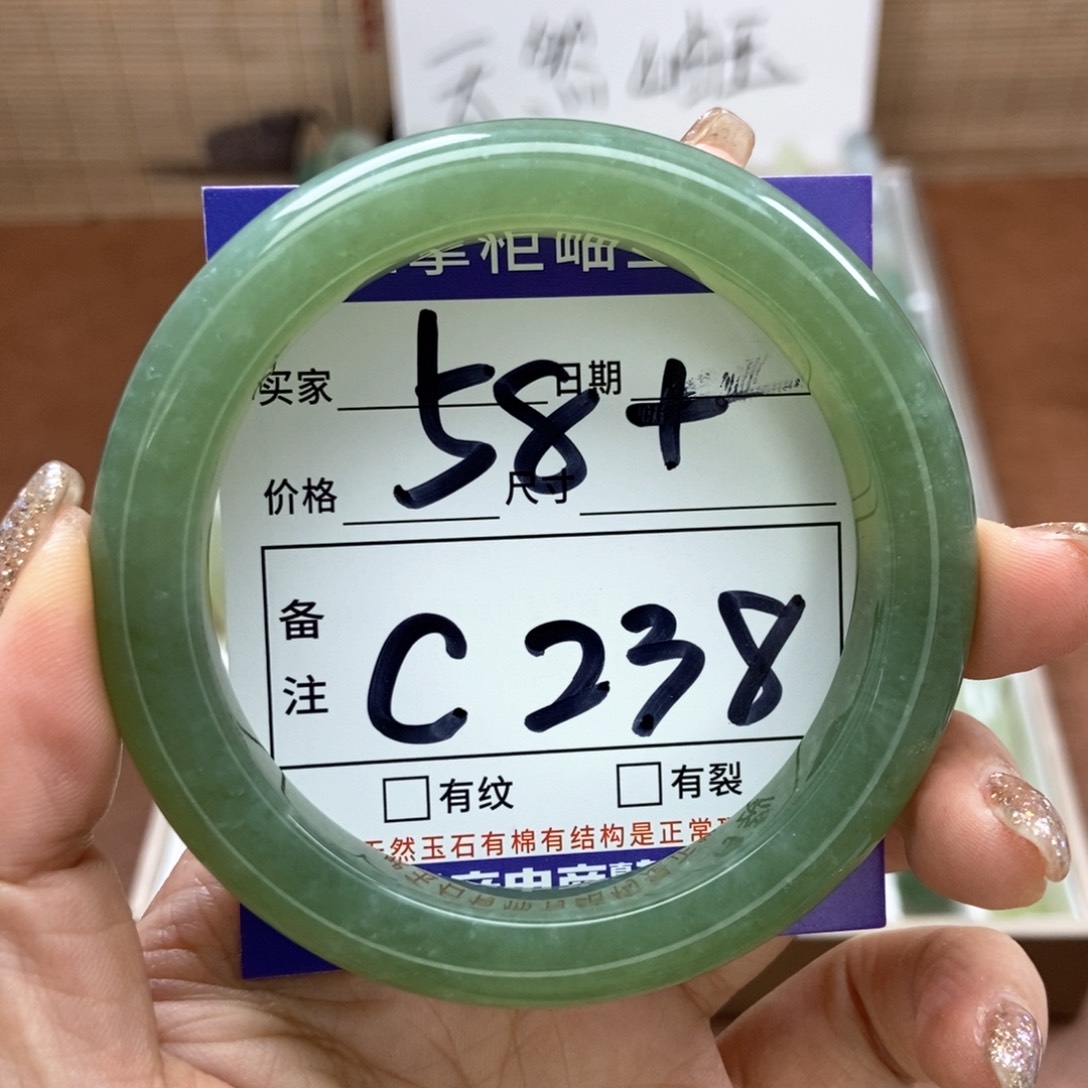 天然岫玉
岫
买家 58+ 日期
价格 尺寸
备注 C238
有纹 有裂
然玉石有棉有结构是正常